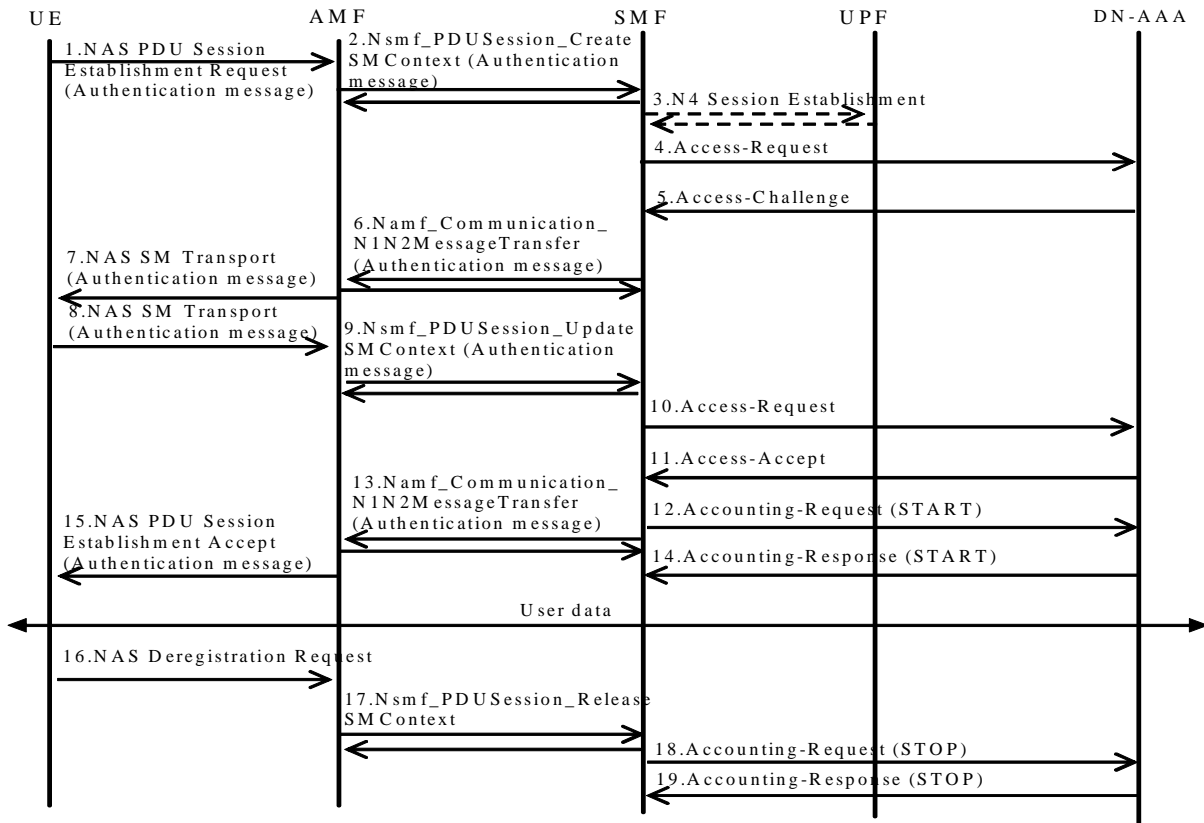 UE
AMF
SMF
UPF
DN-AAA
1.NAS PDU Session
Establishment Request
(Authentication message)
2.Nsmf_PDUSession_Create
SMContext (Authentication
message)
3.N4 Session Establishment
4.Access-Request
5.Access-Challenge
6.Namf_Communication_
N1N2MessageTransfer
(Authentication message)
7.NAS SM Transport
(Authentication message)
8.NAS SM Transport
(Authentication message)
9.Nsmf_PDUSession_Update
SMContext (Authentication
message)
10.Access-Request
11.Access-Accept
13.Namf_Communication_
N1N2MessageTransfer
(Authentication message)
12.Accounting-Request (START)
15.NAS PDU Session
Establishment Accept
(Authentication message)
14.Accounting-Response (START)
User data
16.NAS Deregistration Request
17.Nsmf_PDUSession_Release
SMContext
18.Accounting-Request (STOP)
19.Accounting-Response (STOP)